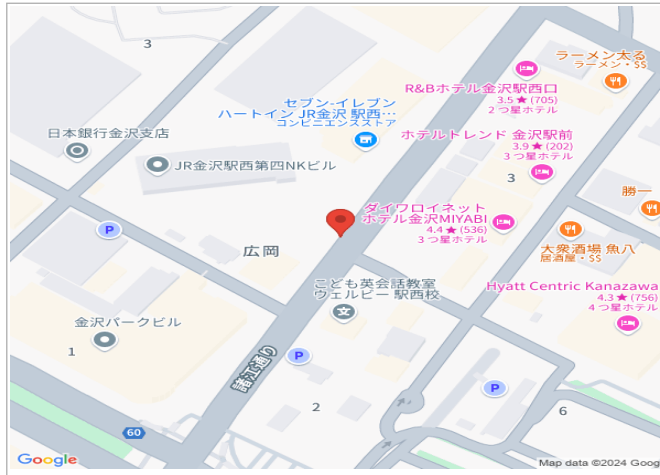 3
ラーメン太る
ラーメン・$$
R&Bホテル金沢駅西口
3.5 ★ (705)
2 つ星ホテル
セブン-イレブン
ハートイン JR金沢 駅西…
コンビニエンスストア
日本銀行金沢支店
ホテルトレンド 金沢駅前
3.9 ★ (202)
3 つ星ホテル
JR金沢駅西第四NKビル
3
勝一
ダイワロイネット
ホテル金沢MIYABI
4.4 ★ (536)
3 つ星ホテル
P
広岡
大衆酒場 魚八
居酒屋・$$
こども英会話教室
ウェルビー 駅西校
文
Hyatt Centric Kanazawa
4.3 ★ (756)
4 つ星ホテル
金沢パークビル
1
P
諸江通り
P
2
6
60
Google
Map data ©2024 Goog